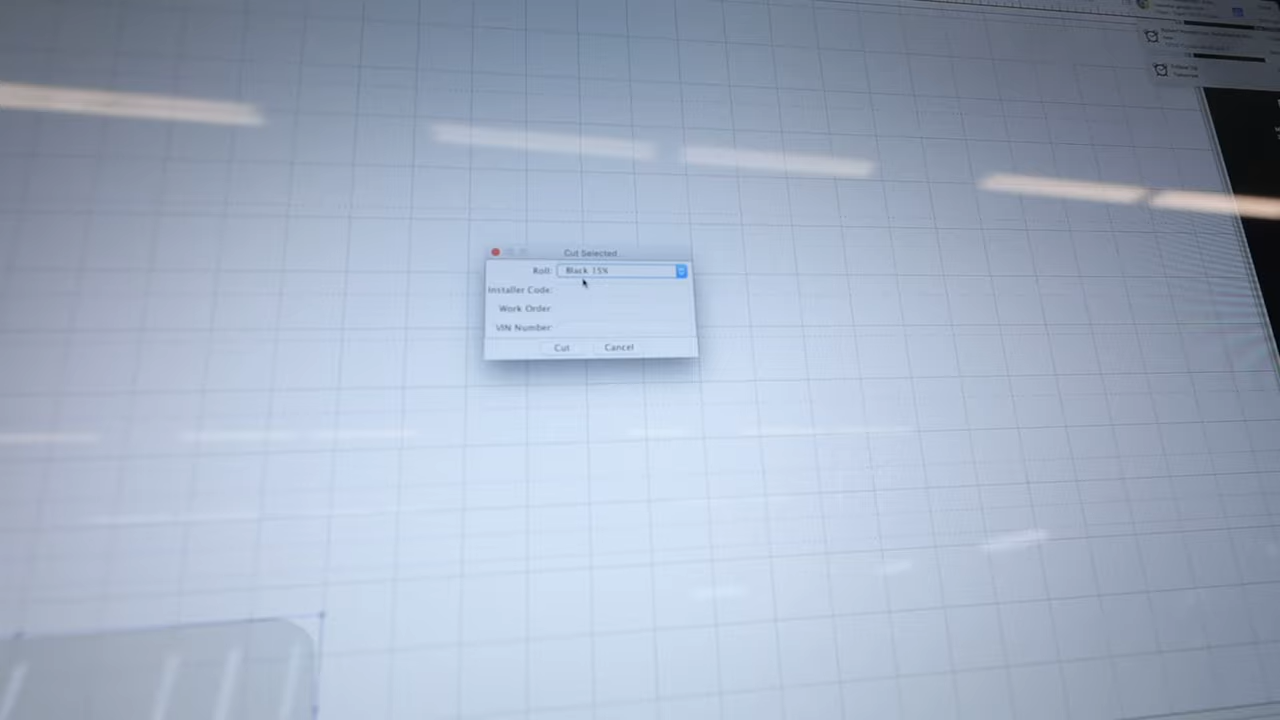 Cut Selected
Roll: Black 15%
Installer Code:
Work Order:
VIN Number:
Cut Cancel